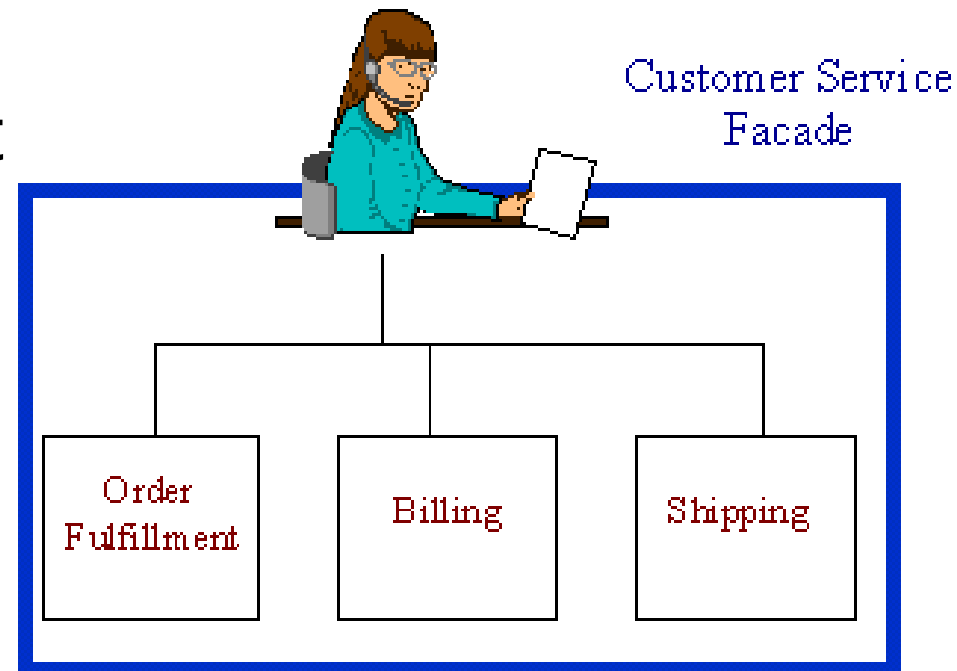 Customer Service
Facade
Order
Fulfillment
Billing
Shipping